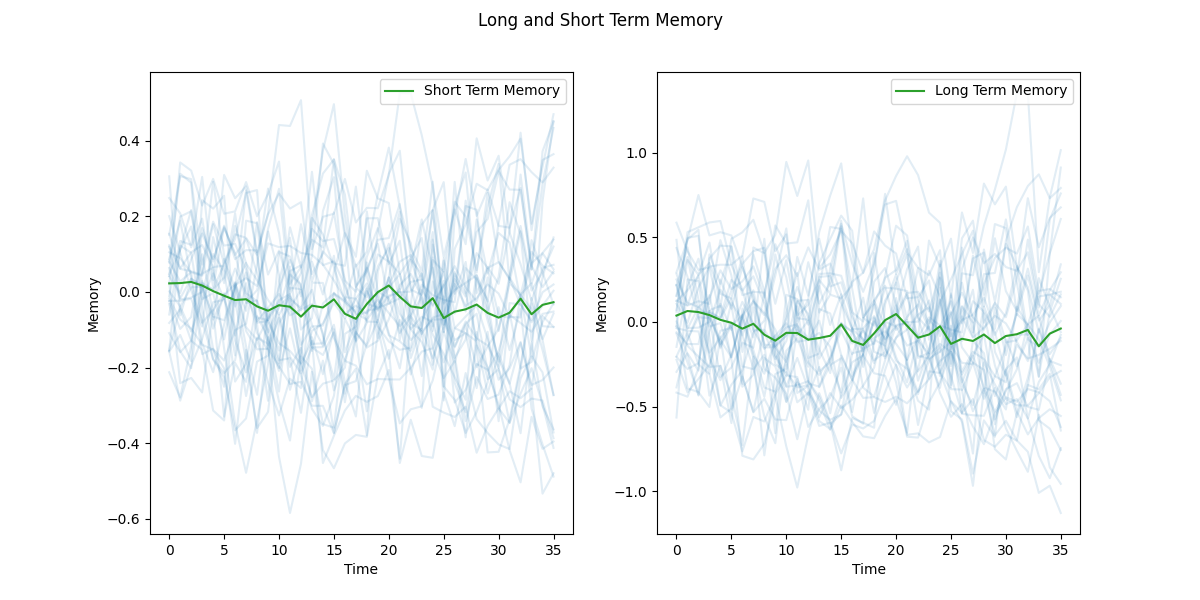 Long and Short Term Memory
Short Term Memory
0.4
0.2
0.0
−0.2
−0.4
−0.6
Memory
0 5 10 15 20 25 30 35
Time
Long Term Memory
1.0
0.5
0.0
−0.5
−1.0
Memory
0 5 10 15 20 25 30 35
Time